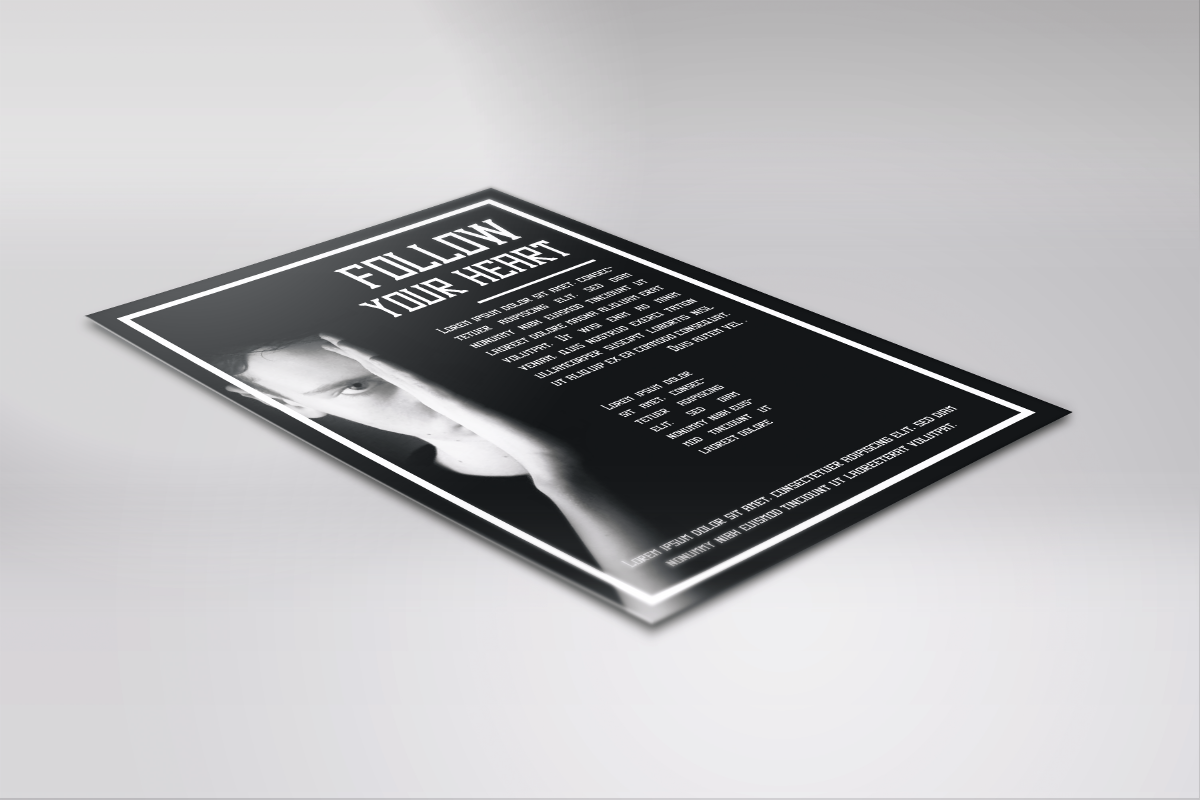 FOLLOW
YOUR HEART
LOREM IPSUM DOLOR SIT AMET, CONSEC-
TETUER ADIPISCING ELIT, SED DIAM
NONUMMY NIBH EUISMOD TINCIDUNT UT
LAOREET DOLORE MAGNA ALIQUAM ERAT
VOLUTPAT. UT WISI ENIM AD MINIM
VENIAM, QUIS NOSTRUD EXERCI TATION
ULLAMCORPER SUSCIPIT LOBORTIS NISL
UT ALIQUIP EX EA COMMODO CONSEQUAT.
DUIS AUTEM VEL .
LOREM IPSUM DOLOR
SIT AMET, CONSEC-
TETUER ADIPISCING
ELIT, SED DIAM
NONUMMY NIBH EUIS-
MOD TINCIDUNT UT
LAOREET DOLORE
LOREM IPSUM DOLOR SIT AMET, CONSECTETUER ADIPISCING ELIT, SED DIAM
NONUMMY NIBH EUISMOD TINCIDUNT UT LAOREETERAT VOLUTPAT.